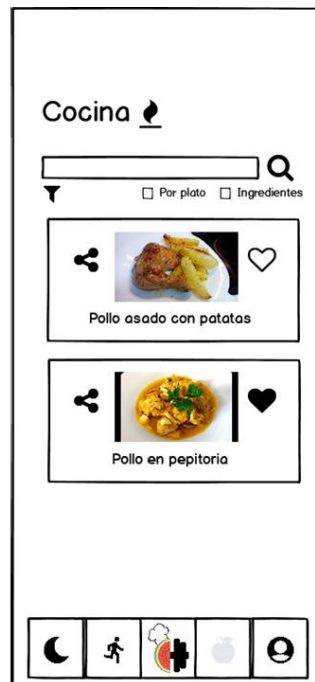 Cocina
Por plato Ingredientes
Pollo asado con patatas
Pollo en pepitoria